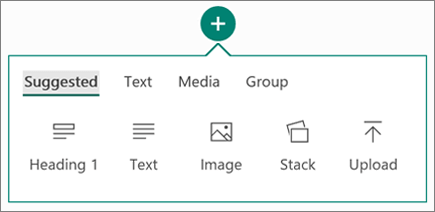 Suggested Text Media Group
Heading 1 Text Image Stack Upload